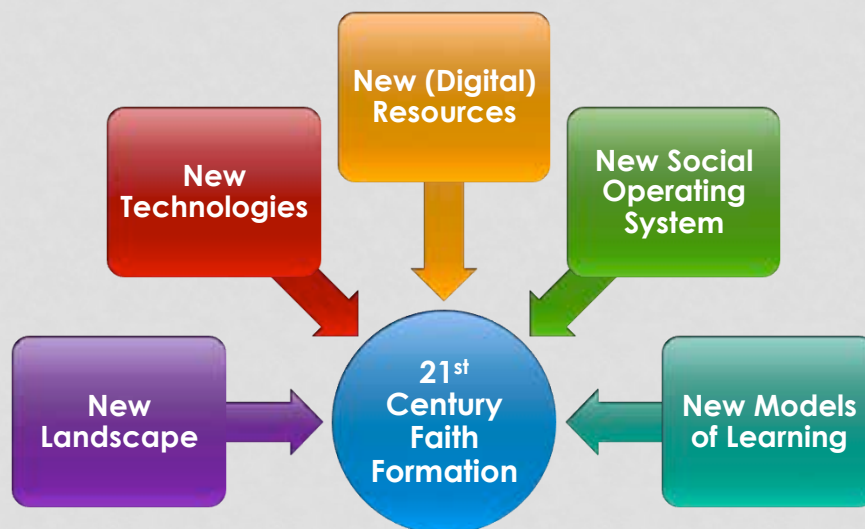 New (Digital)
Resources
New
Technologies
New Social
Operating
System
New
Landscape
21st
Century
Faith
Formation
New Models
of Learning